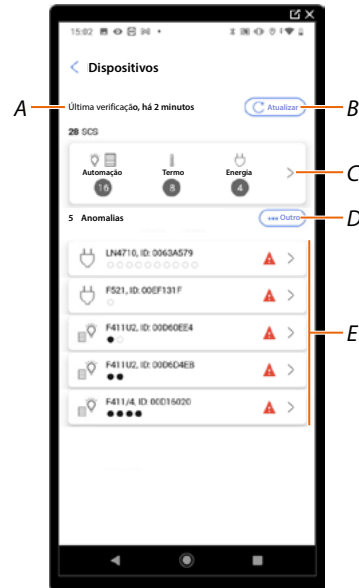 15:02
Dispositivos
A
Última verificação, há 2 minutos
Atualizar
B
28 SCS
Automação Termo Energia
16 8 4
C
5 Anomalias
Outro
D
LN4710, ID: 0063A579
F521, ID: 00EF131F
F411U2, ID: 00D60EE4
E
F411U2, ID: 00D6D4EB
F411/4, ID: 00D16020